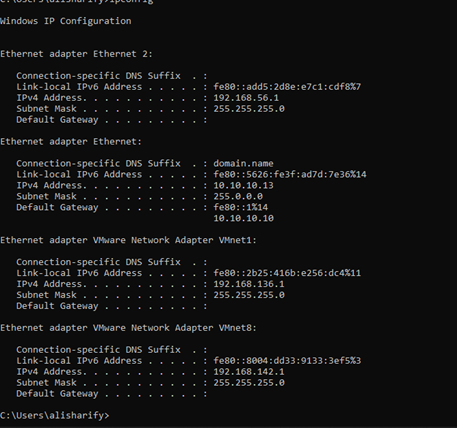 C:\Users\alisharify>ipconfig
Windows IP Configuration
Ethernet adapter Ethernet 2:
Connection-specific DNS Suffix . :
Link-local IPv6 Address . . . . . : fe80::add5:2d8e:e7c1:cdf8%7
IPv4 Address. . . . . . . . . . . : 192.168.56.1
Subnet Mask . . . . . . . . . . . : 255.255.255.0
Default Gateway . . . . . . . . . :
Ethernet adapter Ethernet:
Connection-specific DNS Suffix . : domain.name
Link-local IPv6 Address . . . . . : fe80::5626:fe3f:ad7d:7e36%14
IPv4 Address. . . . . . . . . . . : 10.10.10.13
Subnet Mask . . . . . . . . . . . : 255.0.0.0
Default Gateway . . . . . . . . . : fe80::1%14
10.10.10.10
Ethernet adapter VMware Network Adapter VMnet1:
Connection-specific DNS Suffix . :
Link-local IPv6 Address . . . . . : fe80::2b25:416b:e256:dc4%11
IPv4 Address. . . . . . . . . . . : 192.168.136.1
Subnet Mask . . . . . . . . . . . : 255.255.255.0
Default Gateway . . . . . . . . . :
Ethernet adapter VMware Network Adapter VMnet8:
Connection-specific DNS Suffix . :
Link-local IPv6 Address . . . . . : fe80::8004:dd33:9133:3ef5%3
IPv4 Address. . . . . . . . . . . : 192.168.142.1
Subnet Mask . . . . . . . . . . . : 255.255.255.0
Default Gateway . . . . . . . . . :
C:\Users\alisharify>